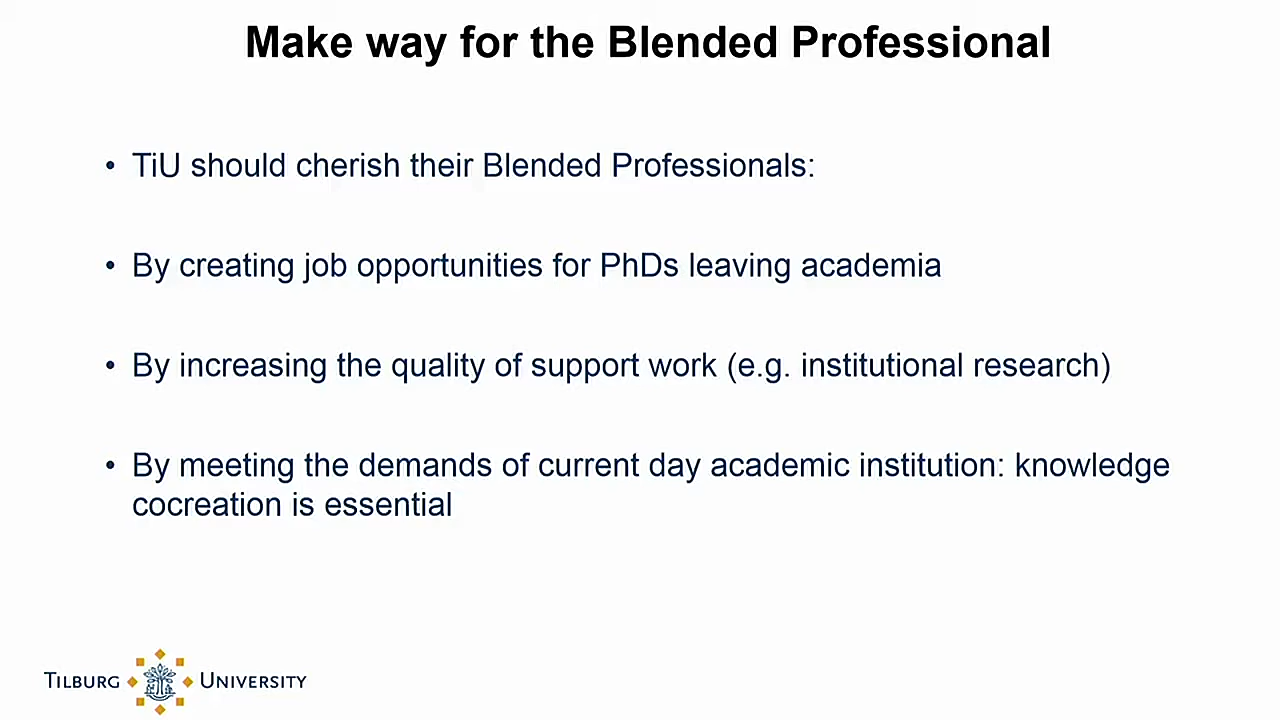 Make way for the Blended Professional
• TiU should cherish their Blended Professionals:
• By creating job opportunities for PhDs leaving academia
• By increasing the quality of support work (e.g. institutional research)
• By meeting the demands of current day academic institution: knowledge
cocreation is essential
TILBURG UNIVERSITY